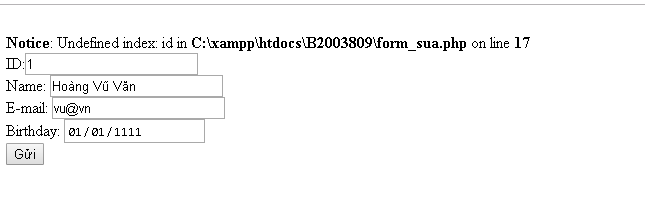 Notice: Undefined index: id in C:\xampp\htdocs\B2003809\form_sua.php on line 17
ID: 1
Name: Hoàng Vũ Văn
E-mail: vu@vn
Birthday: 01/01/1111
Gửi